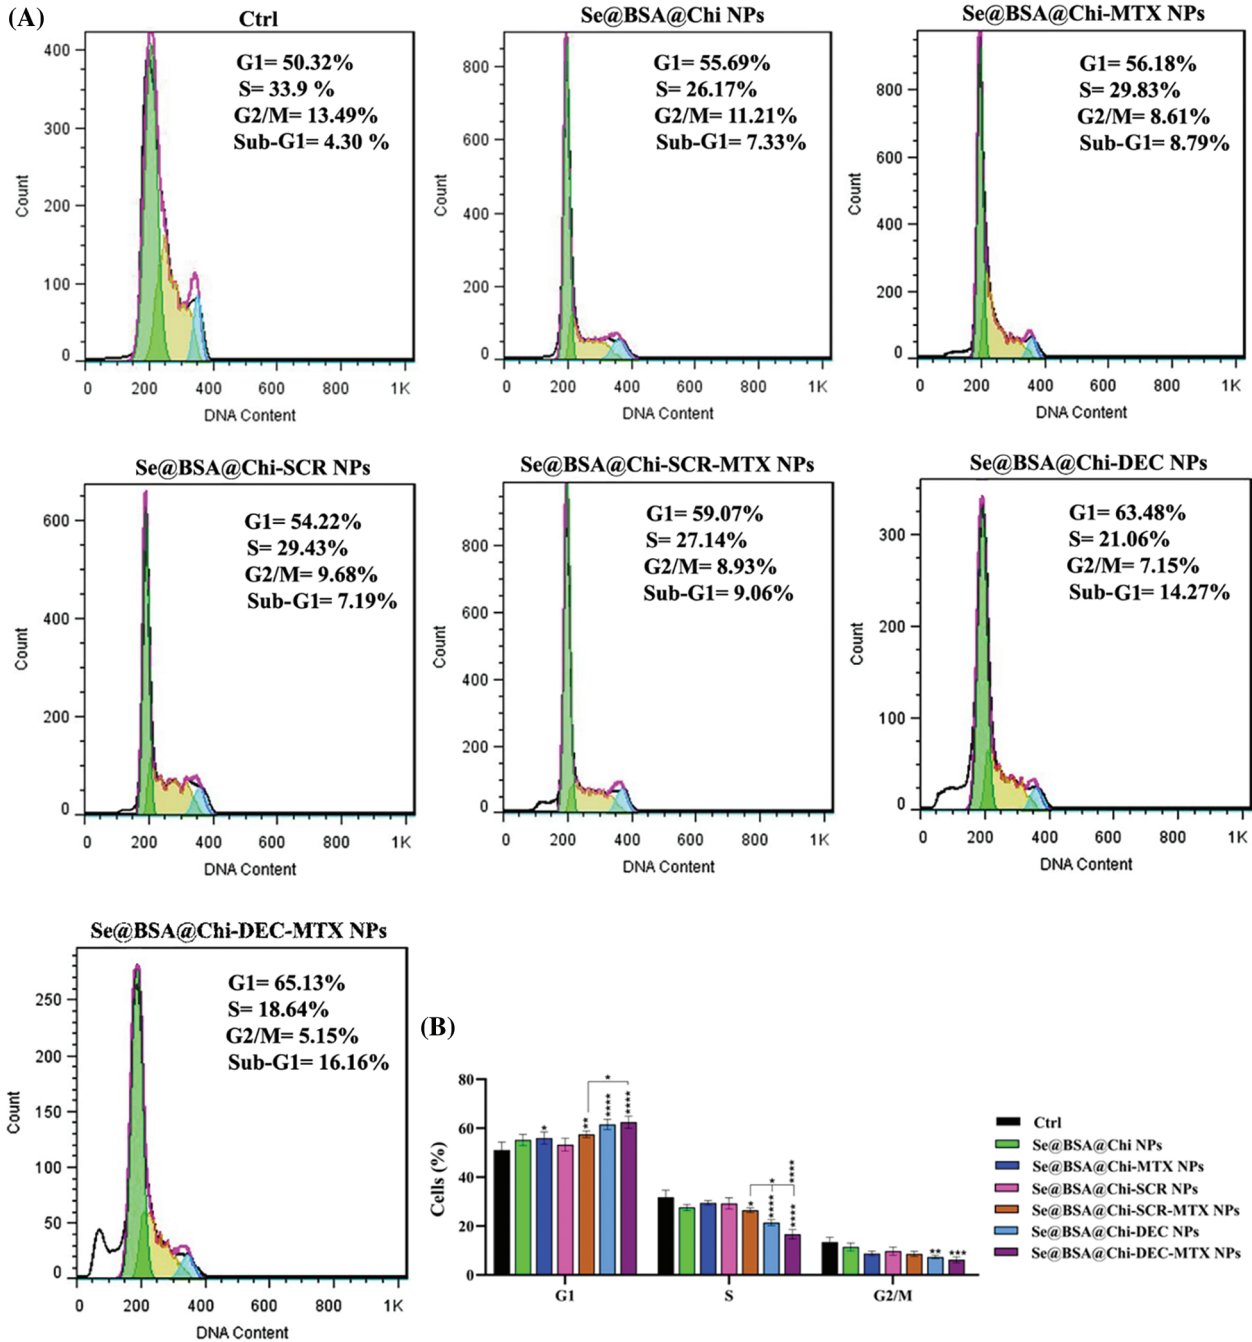 (A)
Ctrl
G1= 50.32%
S= 33.9 %
G2/M= 13.49%
Sub-G1= 4.30 %
400
300
200
100
0
Count
0 200 400 600 800 1K
DNA Content
Se@BSA@Chi NPs
G1= 55.69%
S= 26.17%
G2/M= 11.21%
Sub-G1= 7.33%
800
600
400
200
0
Count
0 200 400 600 800 1K
DNA Content
Se@BSA@Chi-MTX NPs
G1= 56.18%
S= 29.83%
G2/M= 8.61%
Sub-G1= 8.79%
800
600
400
200
0
Count
0 200 400 600 800 1K
DNA Content
Se@BSA@Chi-SCR NPs
G1= 54.22%
S= 29.43%
G2/M= 9.68%
Sub-G1= 7.19%
600
400
200
0
Count
0 200 400 600 800 1K
DNA Content
Se@BSA@Chi-SCR-MTX NPs
G1= 59.07%
S= 27.14%
G2/M= 8.93%
Sub-G1= 9.06%
800
600
400
200
0
Count
0 200 400 600 800 1K
DNA Content
Se@BSA@Chi-DEC NPs
G1= 63.48%
S= 21.06%
G2/M= 7.15%
Sub-G1= 14.27%
300
200
100
0
Count
0 200 400 600 800 1K
DNA Content
Se@BSA@Chi-DEC-MTX NPs
G1= 65.13%
S= 18.64%
G2/M= 5.15%
Sub-G1= 16.16%
250
200
150
100
50
0
Count
0 200 400 600 800 1K
DNA Content
(B)
80
60
40
20
0
Cells (%)
*
**
****
****
*
*
****
****
*
****
**
***
G1 S G2/M
Ctrl
Se@BSA@Chi NPs
Se@BSA@Chi-MTX NPs
Se@BSA@Chi-SCR NPs
Se@BSA@Chi-SCR-MTX NPs
Se@BSA@Chi-DEC NPs
Se@BSA@Chi-DEC-MTX NPs